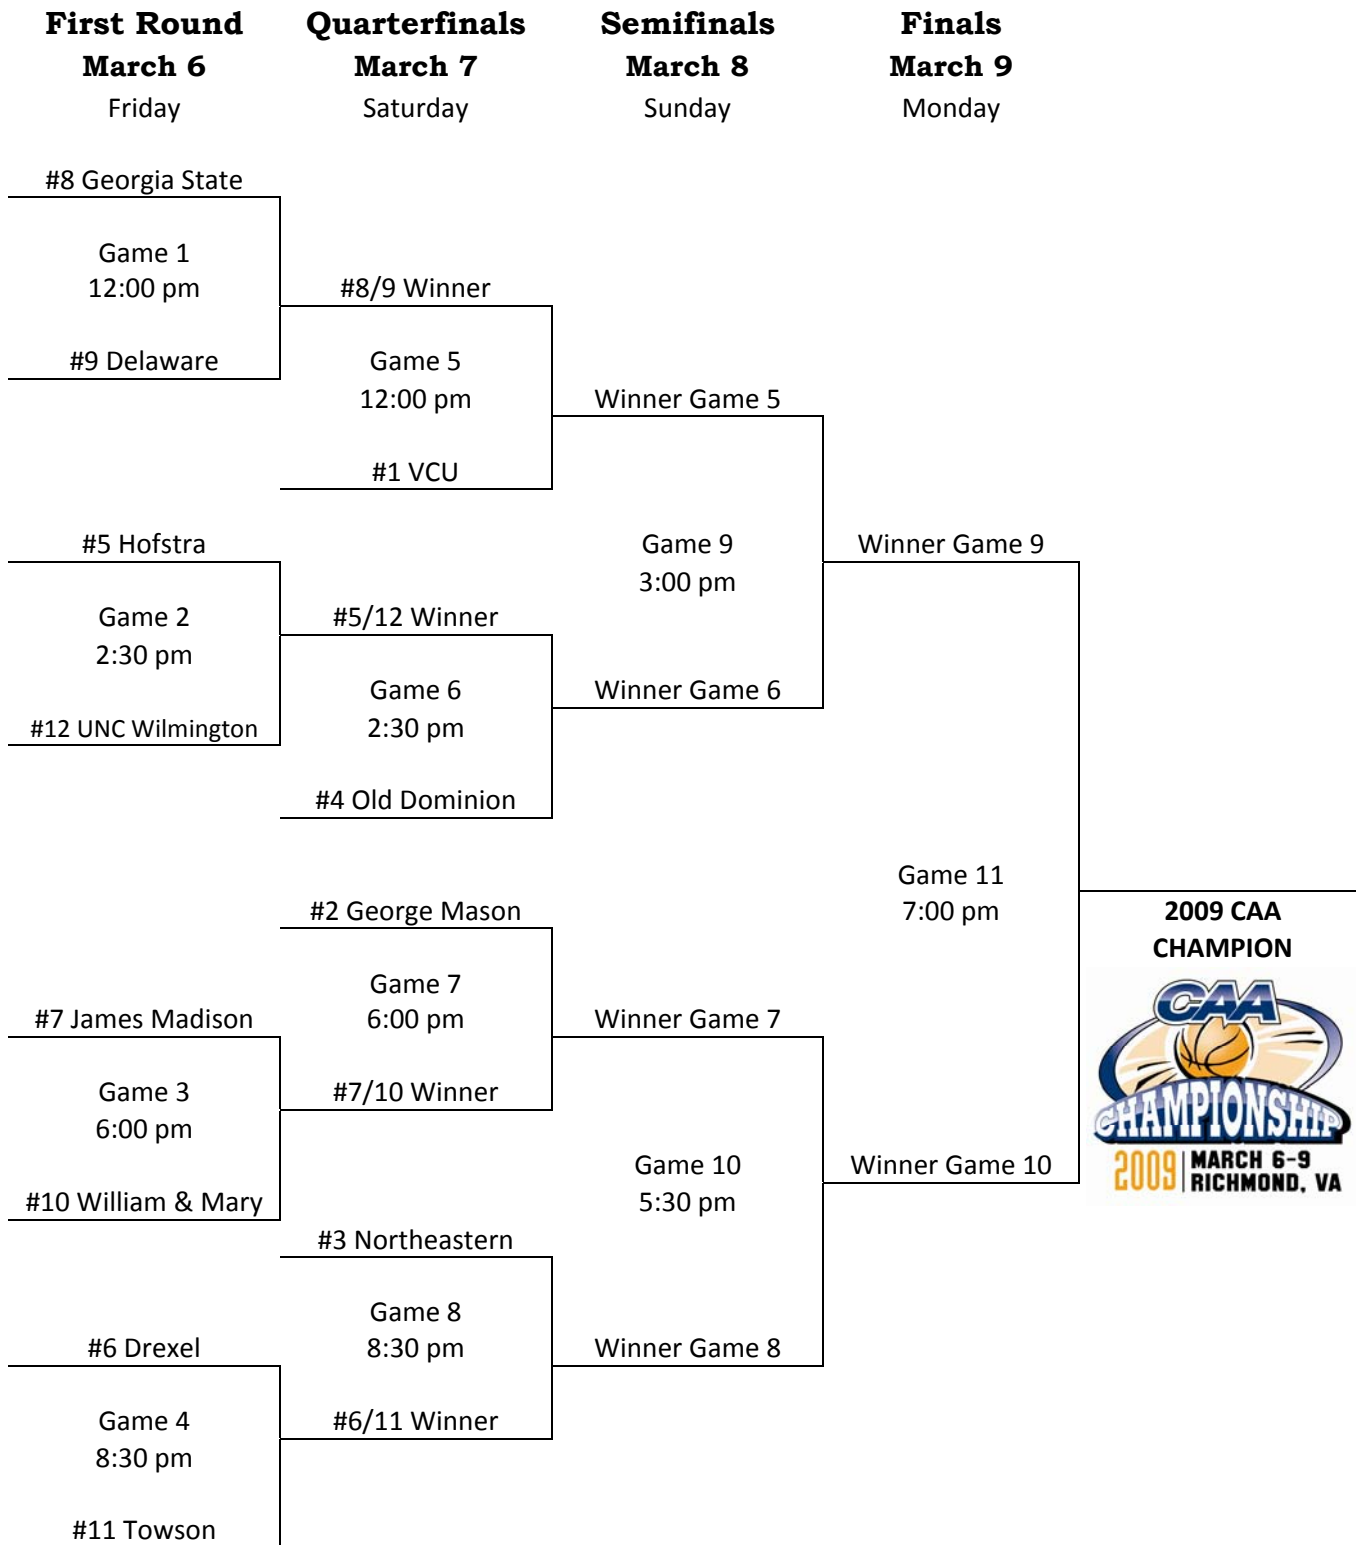 First Round
Quarterfinals
Semifinals
Finals
March 6
March 7
March 8
March 9
Friday
Saturday
Sunday
Monday
#8 Georgia State
Game 1
12:00 pm
#9 Delaware
#8/9 Winner
Game 5
12:00 pm
#1 VCU
Winner Game 5
#5 Hofstra
Game 2
2:30 pm
#12 UNC Wilmington
#5/12 Winner
Game 6
2:30 pm
#4 Old Dominion
Game 9
3:00 pm
Winner Game 6
Winner Game 9
#2 George Mason
Game 7
6:00 pm
#7/10 Winner
#7 James Madison
Game 3
6:00 pm
#10 William & Mary
Winner Game 7
Game 10
5:30 pm
Winner Game 8
#3 Northeastern
Game 8
8:30 pm
#6/11 Winner
#6 Drexel
Game 4
8:30 pm
#11 Towson
Game 11
7:00 pm
Winner Game 10
2009 CAA
CHAMPION
CAA
CHAMPIONSHIP
2009 MARCH 6-9
RICHMOND, VA